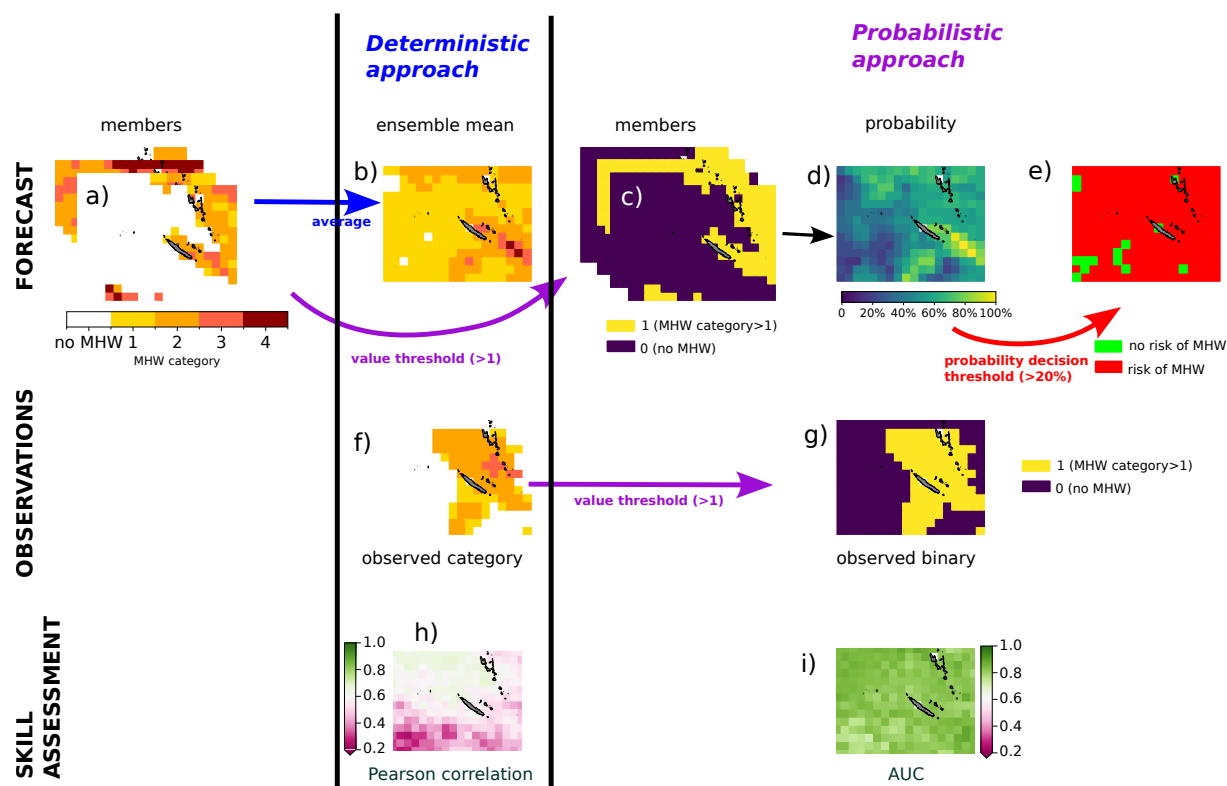 Deterministic
approach
Probabilistic
approach
FORECAST
members
ensemble mean
members
probability
a)
b)
c)
d)
e)
average
no MHW 1 2 3 4
MHW category
value threshold (>1)
1 (MHW category>1)
0 (no MHW)
0 20% 40% 60% 80% 100%
probability decision
threshold (>20%)
no risk of MHW
risk of MHW
OBSERVATIONS
f)
g)
value threshold (>1)
1 (MHW category>1)
0 (no MHW)
observed category
observed binary
SKILL
ASSESSMENT
h)
1.0
0.8
0.6
0.4
0.2
Pearson correlation
i)
1.0
0.8
0.6
0.4
0.2
AUC